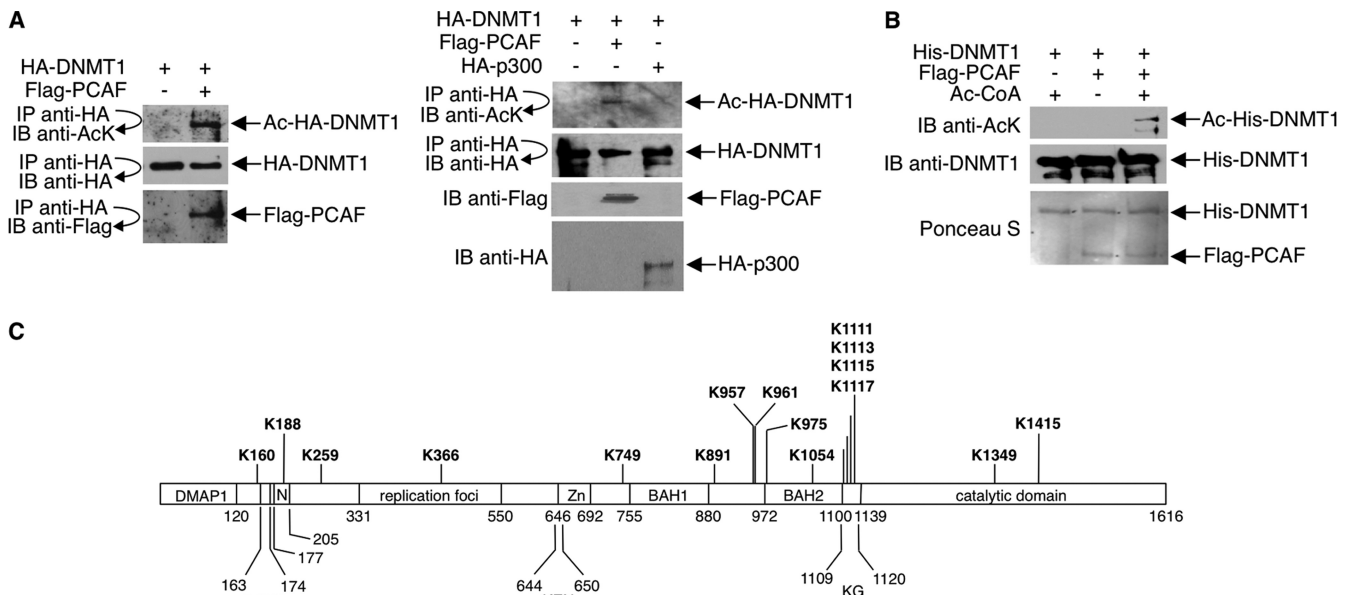 A
HA-DNMT1 + +
Flag-PCAF - +
IP anti-HA
IB anti-AcK
Ac-HA-DNMT1
IP anti-HA
IB anti-HA
HA-DNMT1
IP anti-HA
IB anti-Flag
Flag-PCAF
HA-DNMT1 + + +
Flag-PCAF - + -
HA-p300 - - +
IP anti-HA
IB anti-AcK
Ac-HA-DNMT1
IP anti-HA
IB anti-HA
HA-DNMT1
IB anti-Flag
Flag-PCAF
IB anti-HA
HA-p300
B
His-DNMT1 + + +
Flag-PCAF - + +
Ac-CoA + - +
IB anti-AcK
Ac-His-DNMT1
IB anti-DNMT1
His-DNMT1
Ponceau S
His-DNMT1
Flag-PCAF
C
K1111
K1113
K1115
K1117
K957 K961
K188 K975 K1415
K160 K259 K366 K749 K891 K1054 K1349
DMAP1 N replication foci Zn BAH1 BAH2 catalytic domain
120 331 550 646 692 755 880 972 1100 1139 1616
205
177
163 174 644 650 1109 1120
KG